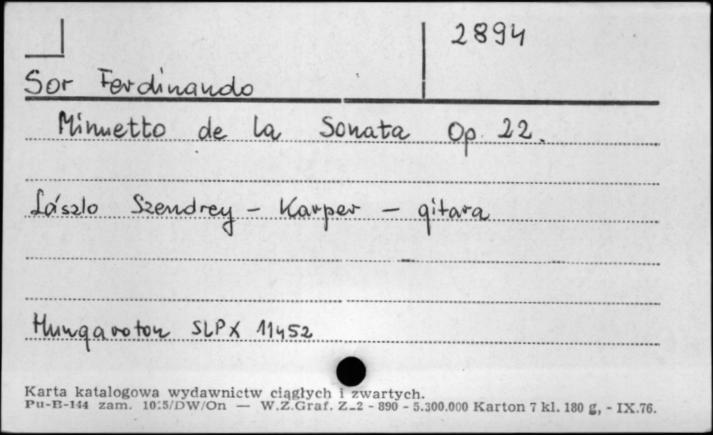 2894
Sor Ferdinando
Minuetto de la Sonata Op. 22.
László Szendrey - Karper - gitara
Hungaroton SLPX 11452
Karta katalogowa wydawnictw ciągłych i zwartych.
Pu-B-144 zam. 1015/DW/On — W.Z.Graf. Z-2 - 890 - 5.300.000 Karton 7 kl. 180 g, - IX.76.